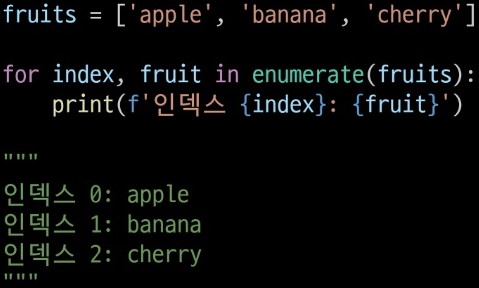 fruits = ['apple', 'banana', 'cherry']
for index, fruit in enumerate(fruits):
    print(f'인덱스 {index}: {fruit}')
"""
인덱스 0: apple
인덱스 1: banana
인덱스 2: cherry
"""